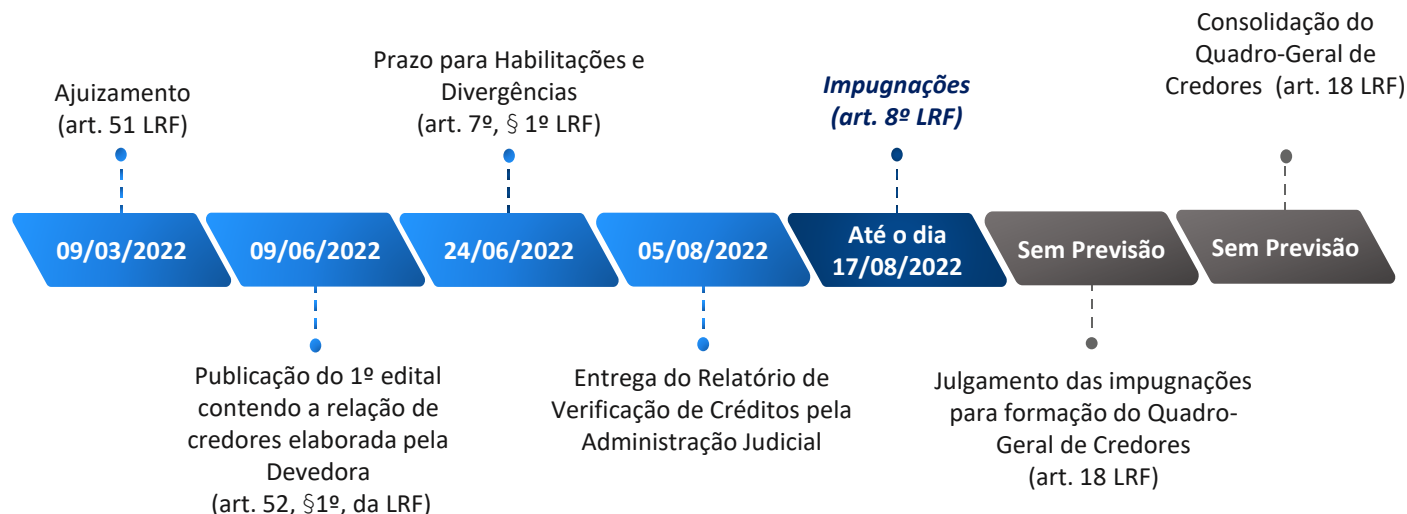 Ajuizamento
(art. 51 LRF)
Prazo para Habilitações e
Divergências
(art. 7º, § 1º LRF)
Impugnações
(art. 8º LRF)
Consolidação do
Quadro-Geral de
Credores (art. 18 LRF)
09/03/2022
09/06/2022
24/06/2022
05/08/2022
Até o dia
17/08/2022
Sem Previsão
Sem Previsão
Publicação do 1º edital
contendo a relação de
credores elaborada pela
Devedora
(art. 52, §1º, da LRF)
Entrega do Relatório de
Verificação de Créditos pela
Administração Judicial
Julgamento das impugnações
para formação do Quadro-
Geral de Credores
(art. 18 LRF)